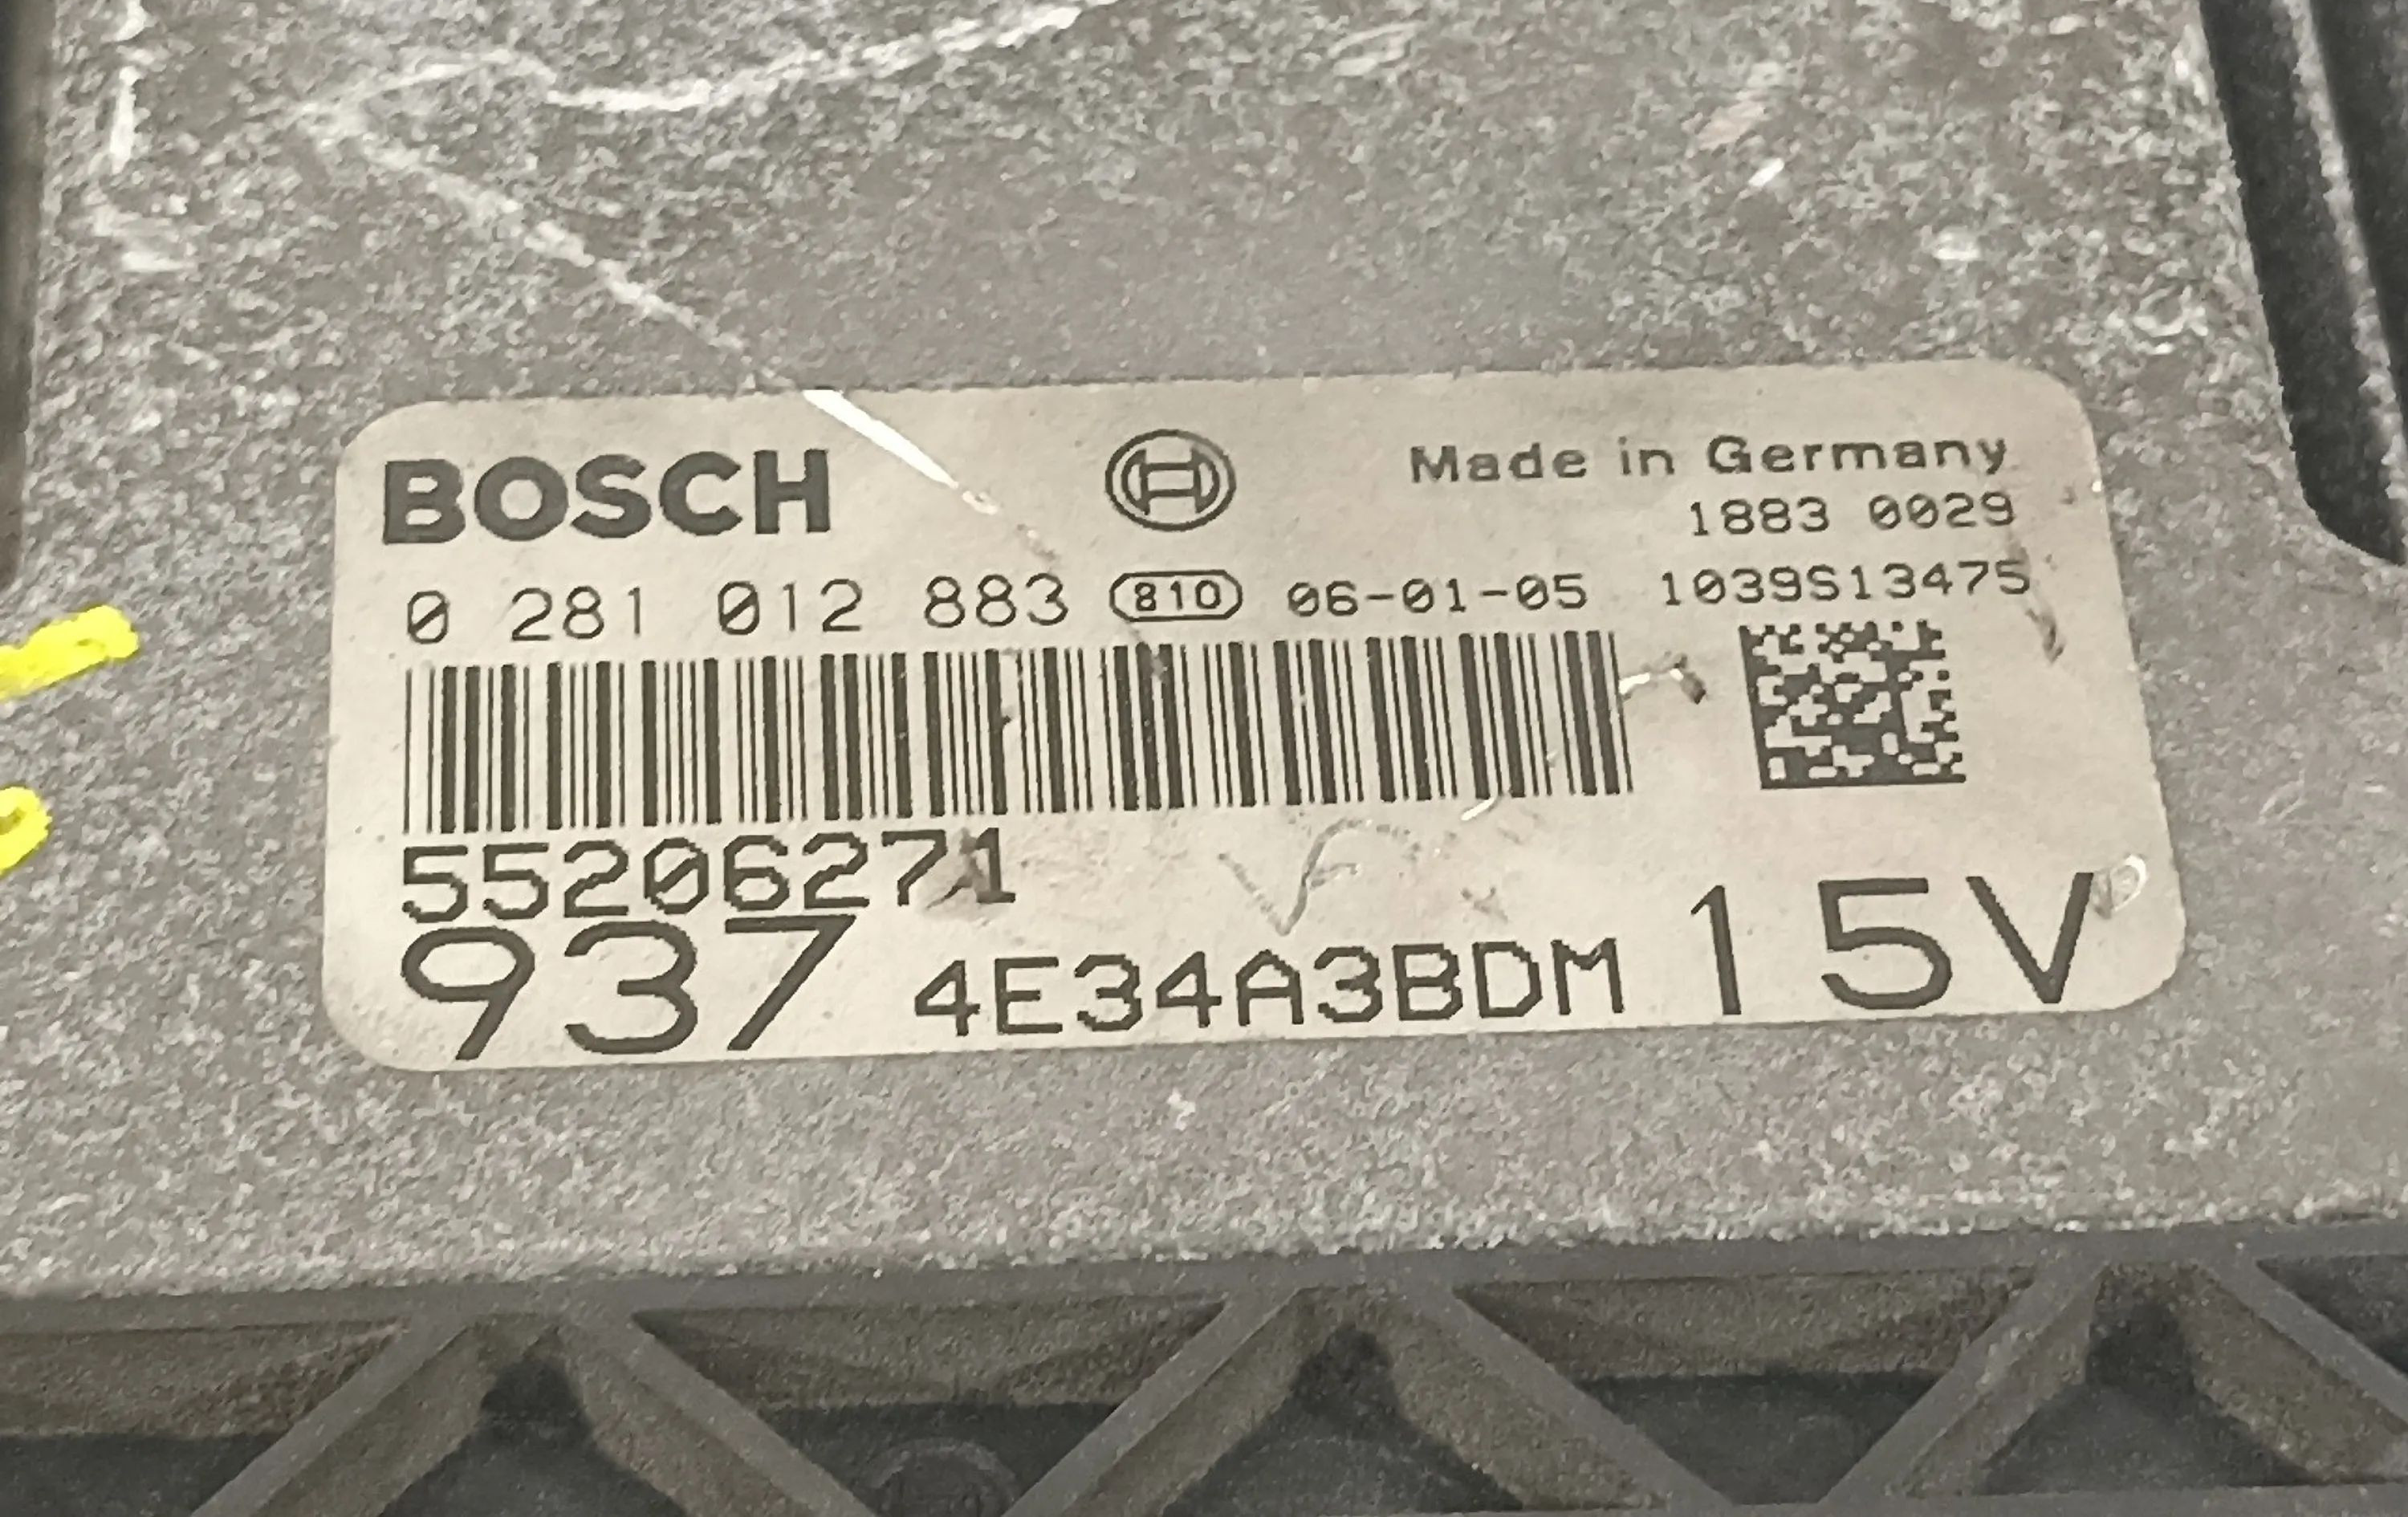 BOSCH
Made in Germany
1883 0029
0 281 012 883 810 06-01-05 1039S13475
55206271
937 4E34A3BDM 15V